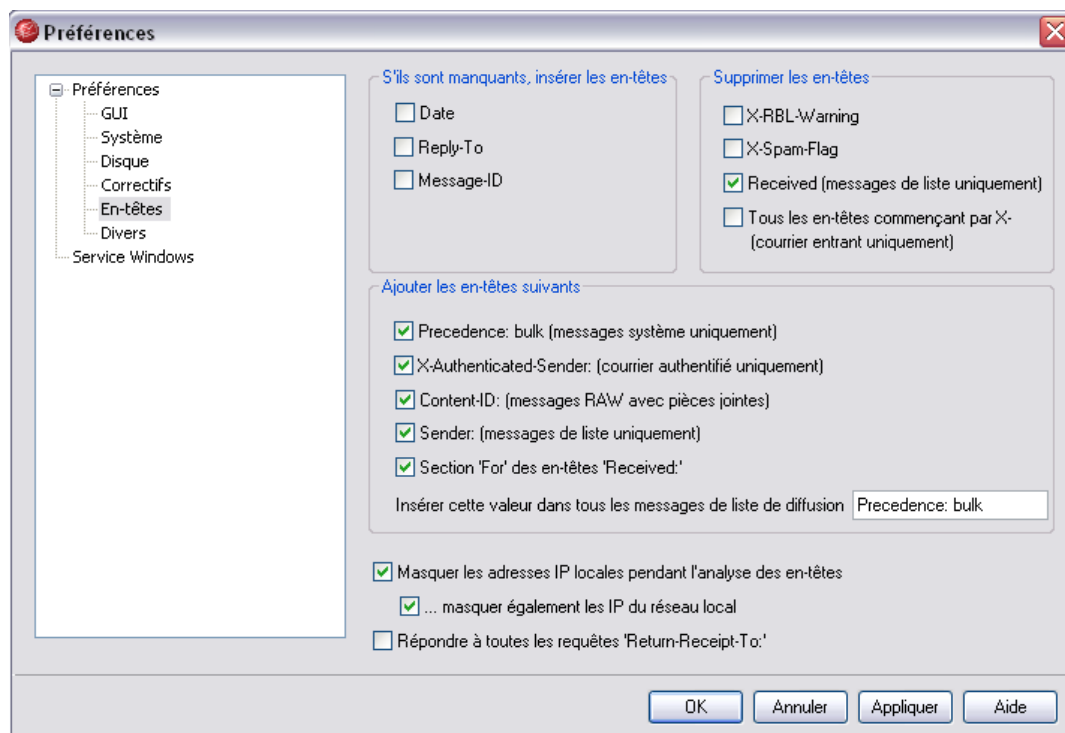 Préférences
Préférences
GUI
Système
Disque
Correctifs
En-têtes
Divers
Service Windows
S'ils sont manquants, insérer les en-têtes
Date
Reply-To
Message-ID
Supprimer les en-têtes
X-RBL-Warning
X-Spam-Flag
Received (messages de liste uniquement)
Tous les en-têtes commençant par X-
(courrier entrant uniquement)
Ajouter les en-têtes suivants
Precedence: bulk (messages système uniquement)
X-Authenticated-Sender: (courrier authentifié uniquement)
Content-ID: (messages RAW avec pièces jointes)
Sender: (messages de liste uniquement)
Section 'For' des en-têtes 'Received:'
Insérer cette valeur dans tous les messages de liste de diffusion Precedence: bulk
Masquer les adresses IP locales pendant l'analyse des en-têtes
... masquer également les IP du réseau local
Répondre à toutes les requêtes 'Return-Receipt-To:'
OK Annuler Appliquer Aide